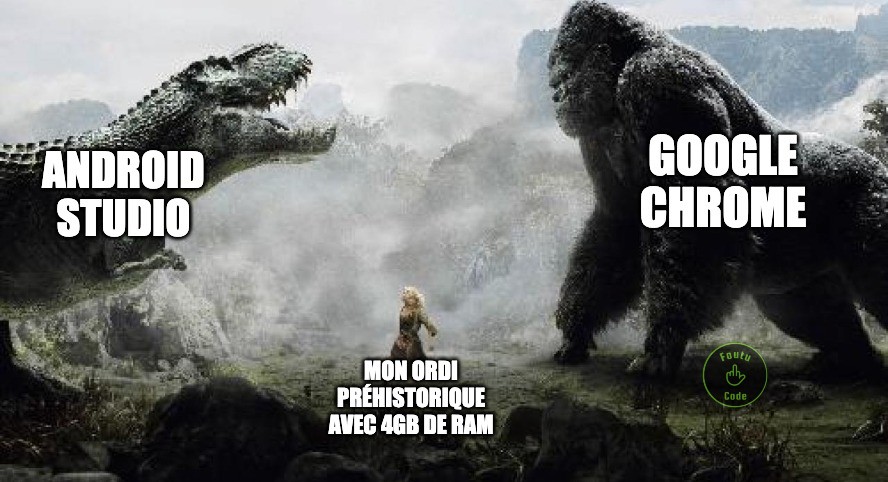 ANDROID
STUDIO
GOOGLE
CHROME
MON ORDI
PRÉHISTORIQUE
AVEC 4GB DE RAM
Foutu
Code